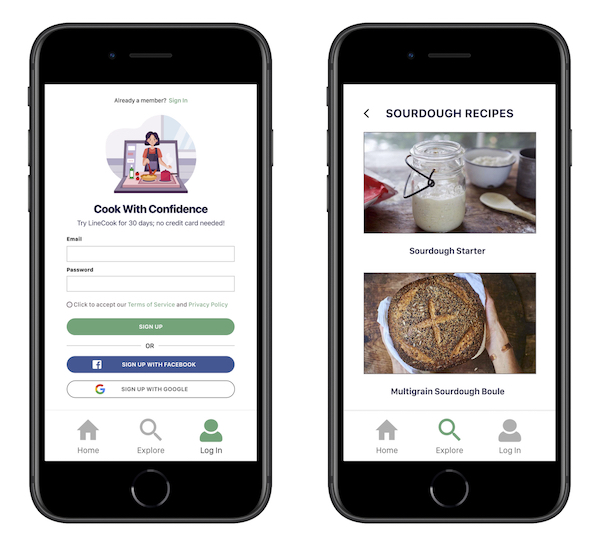 Already a member? Sign In
Cook With Confidence
Try LineCook for 30 days; no credit card needed!
Email
Password
Click to accept our Terms of Service and Privacy Policy
SIGN UP
OR
SIGN UP WITH FACEBOOK
SIGN UP WITH GOOGLE
Home Explore Log In
SOURDOUGH RECIPES
Sourdough Starter
Multigrain Sourdough Boule
Home Explore Log In